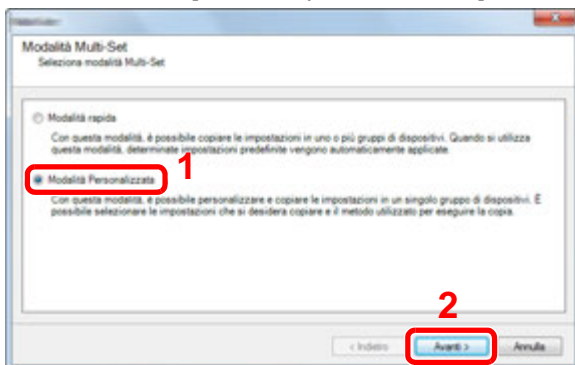 Modalità Multi-Set
Seleziona modalità Multi-Set
Modalità rapida
Con questa modalità, è possibile copiare le impostazioni in uno o più gruppi di dispositivi. Quando si utilizza
questa modalità, determinate impostazioni predefinite vengono automaticamente applicate.
1
Modalità Personalizzata
Con questa modalità, è possibile personalizzare e copiare le impostazioni in un singolo gruppo di dispositivi. È
possibile selezionare le impostazioni che si desidera copiare e il metodo utilizzato per eseguire la copia.
2
< Indietro Avanti > Annulla